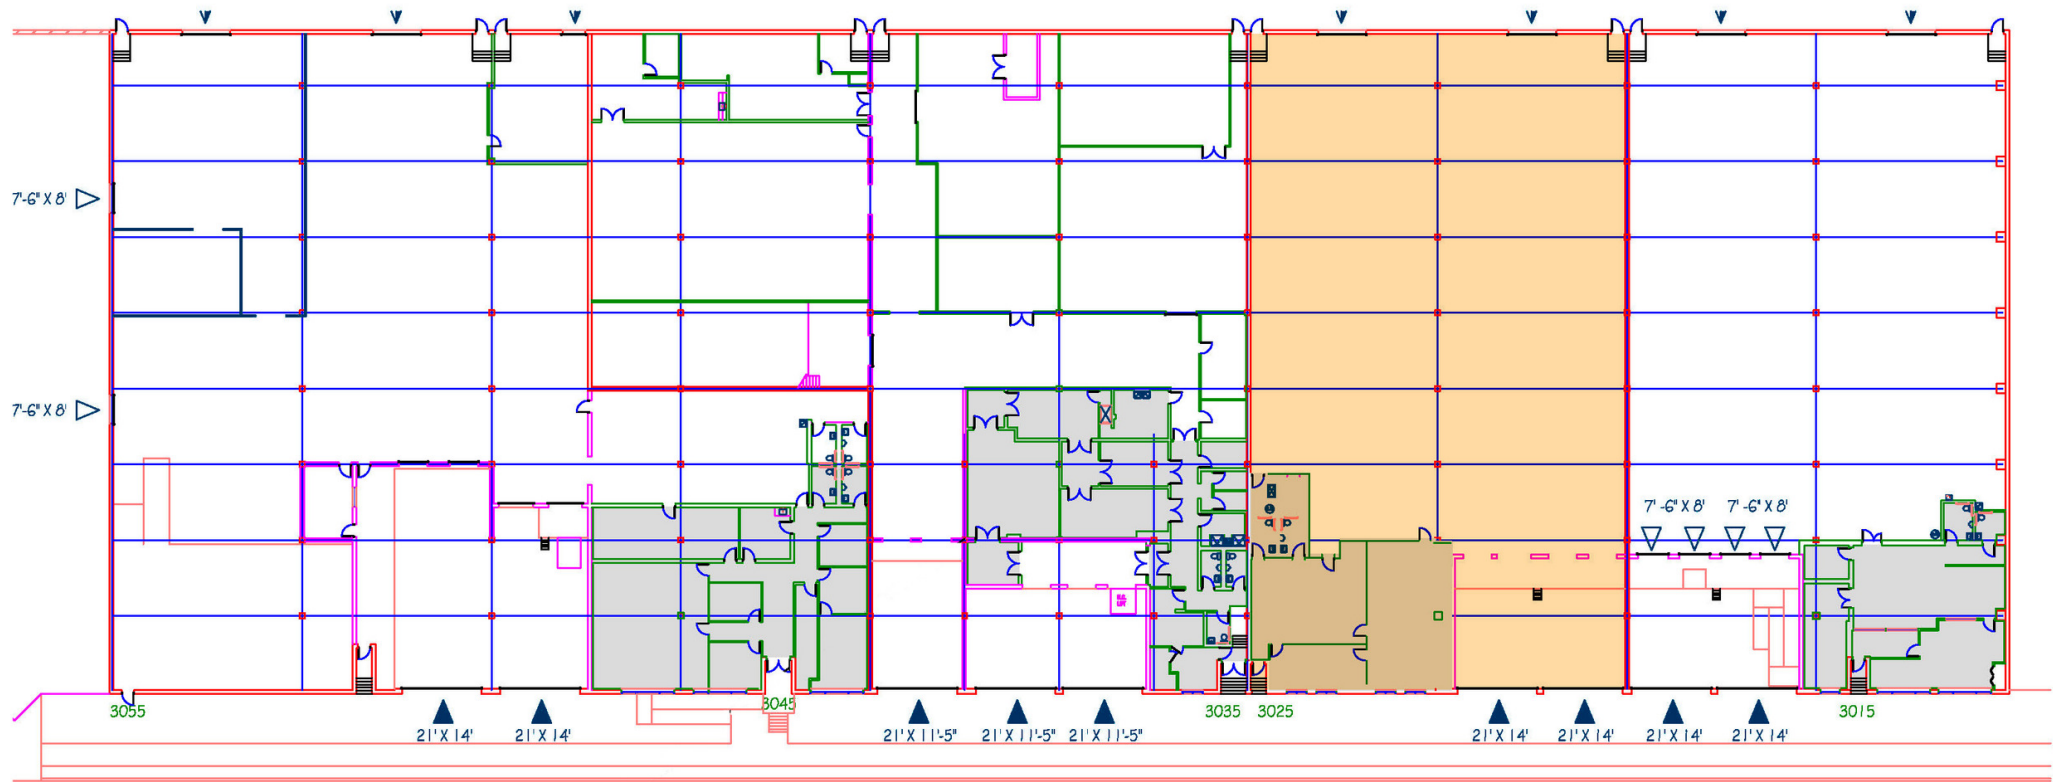 7'-6" X 8'
7'-6" X 8'
7'-6" X 8'
7'-6" X 8'
3055
3045
3035
3025
3015
21' X 14'
21' X 14'
21' X 11'-5"
21' X 11'-5"
21' X 11'-5"
21' X 14'
21' X 14'
21' X 14'
21' X 14'